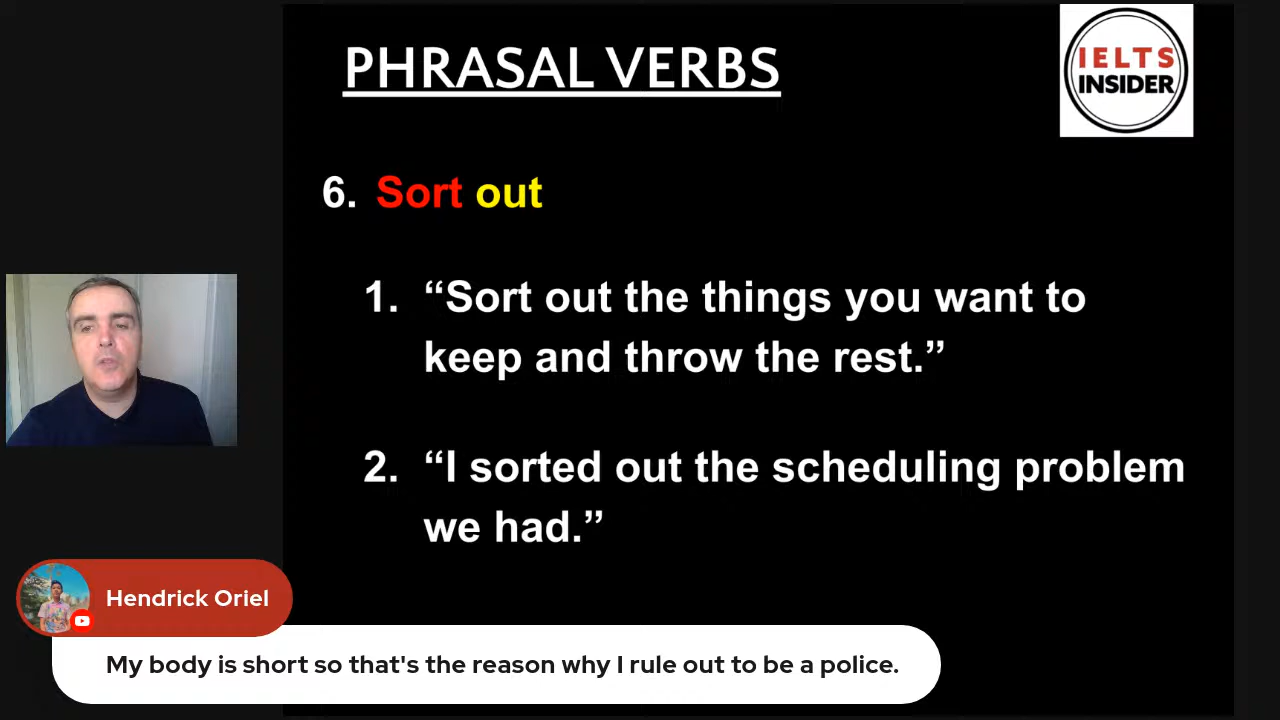 PHRASAL VERBS
IELTS
INSIDER
6. Sort out
1. “Sort out the things you want to
keep and throw the rest.”
2. “I sorted out the scheduling problem
we had.”
Hendrick Oriel
My body is short so that's the reason why I rule out to be a police.